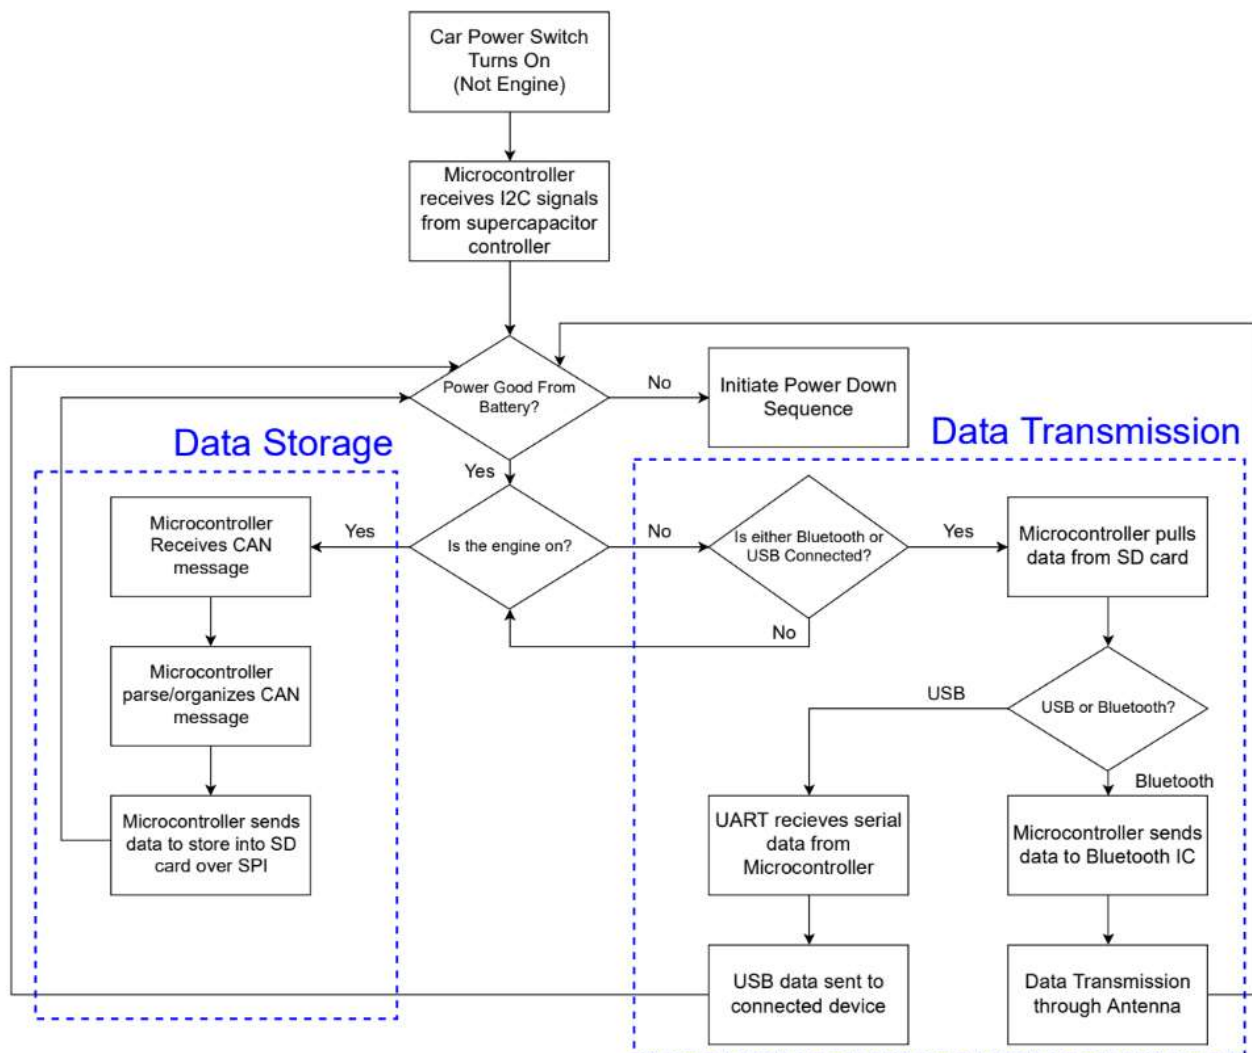 Car Power Switch
Turns On
(Not Engine)
Microcontroller
receives I2C signals
from supercapacitor
controller
Power Good From
Battery?
No
Initiate Power Down
Sequence
Yes
Data Storage
Data Transmission
Is the engine on?
Yes
Microcontroller
Receives CAN
message
Microcontroller
parse/organizes CAN
message
Microcontroller sends
data to store into SD
card over SPI
No
Is either Bluetooth or
USB Connected?
No
Yes
Microcontroller pulls
data from SD card
USB or Bluetooth?
USB
Bluetooth
UART recieves serial
data from
Microcontroller
USB data sent to
connected device
Microcontroller sends
data to Bluetooth IC
Data Transmission
through Antenna